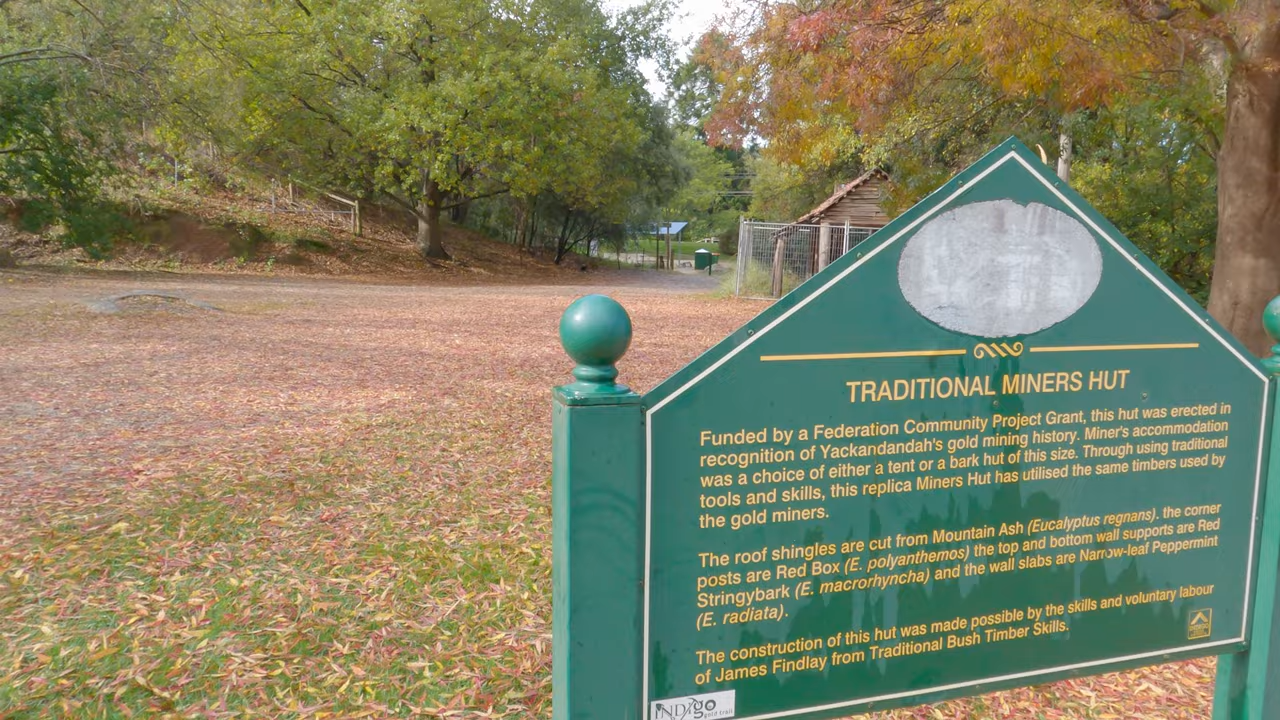 TRADITIONAL MINERS HUT
Funded by a Federation Community Project Grant, this hut was erected in
recognition of Yackandandah's gold mining history. Miner's accommodation
was a choice of either a tent or a bark hut of this size. Through using traditional
tools and skills, this replica Miners Hut has utilised the same timbers used by
the gold miners.
The roof shingles are cut from Mountain Ash (Eucalyptus regnans). the corner
posts are Red Box (E. polyanthemos) the top and bottom wall supports are Red
Stringybark (E. macrorhyncha) and the wall slabs are Narrow-leaf Peppermint
(E. radiata).
The construction of this hut was made possible by the skills and voluntary labour
of James Findlay from Traditional Bush Timber Skills.
INDigo gold trail